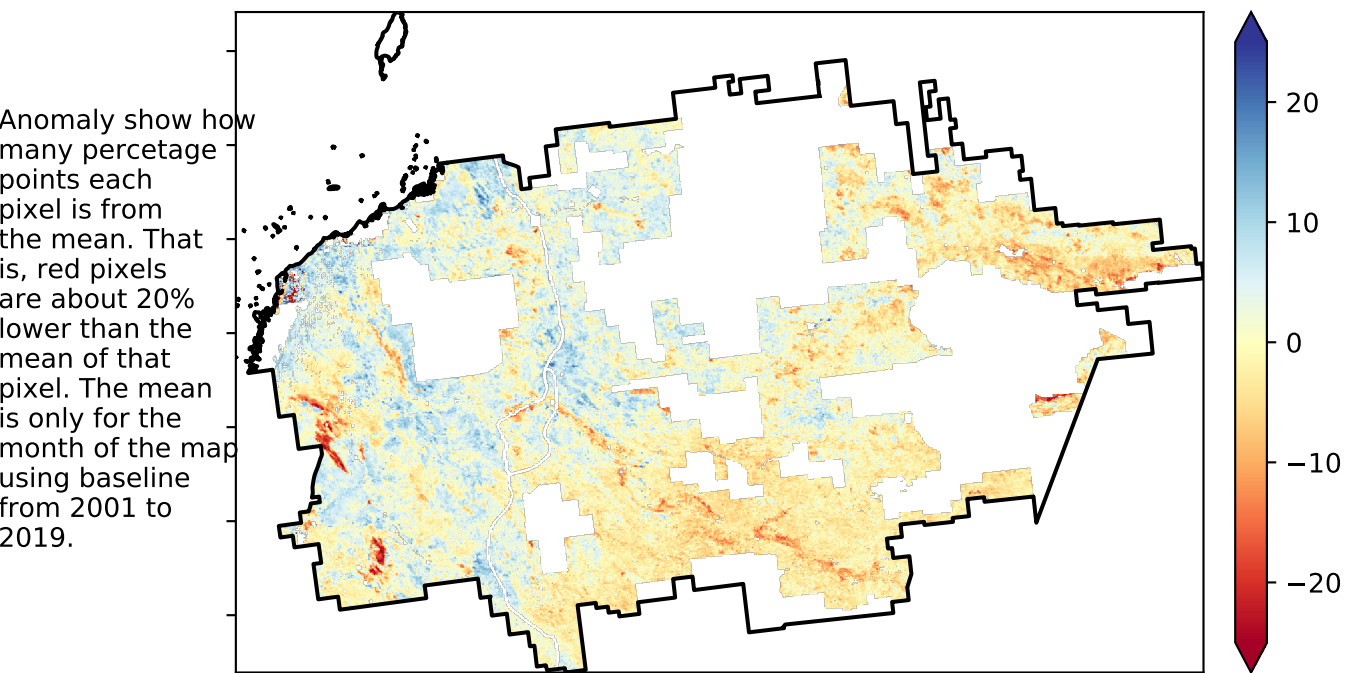 Anomaly show how
many percetage
points each
pixel is from
the mean. That
is, red pixels
are about 20%
lower than the
mean of that
pixel. The mean
is only for the
month of the map
using baseline
from 2001 to
2019.
20
10
0
−10
−20